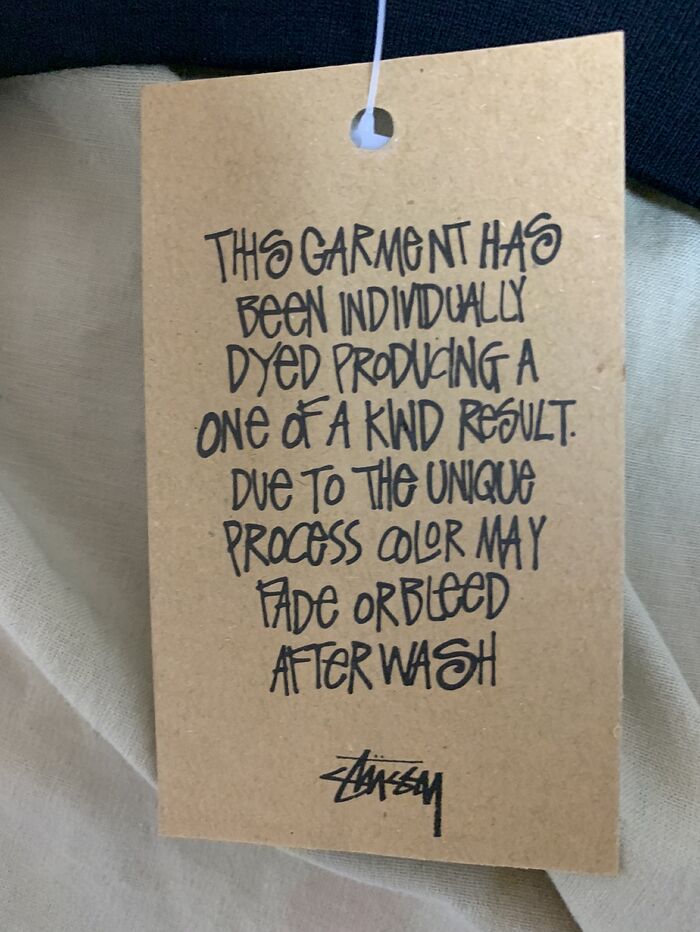 THIS GARMENT HAS
BEEN INDIVIDUALLY
DYED PRODUCING A
ONE OF A KIND RESULT.
DUE TO THE UNIQUE
PROCESS COLOR MAY
FADE OR BLEED
AFTER WASH
STÜSSY